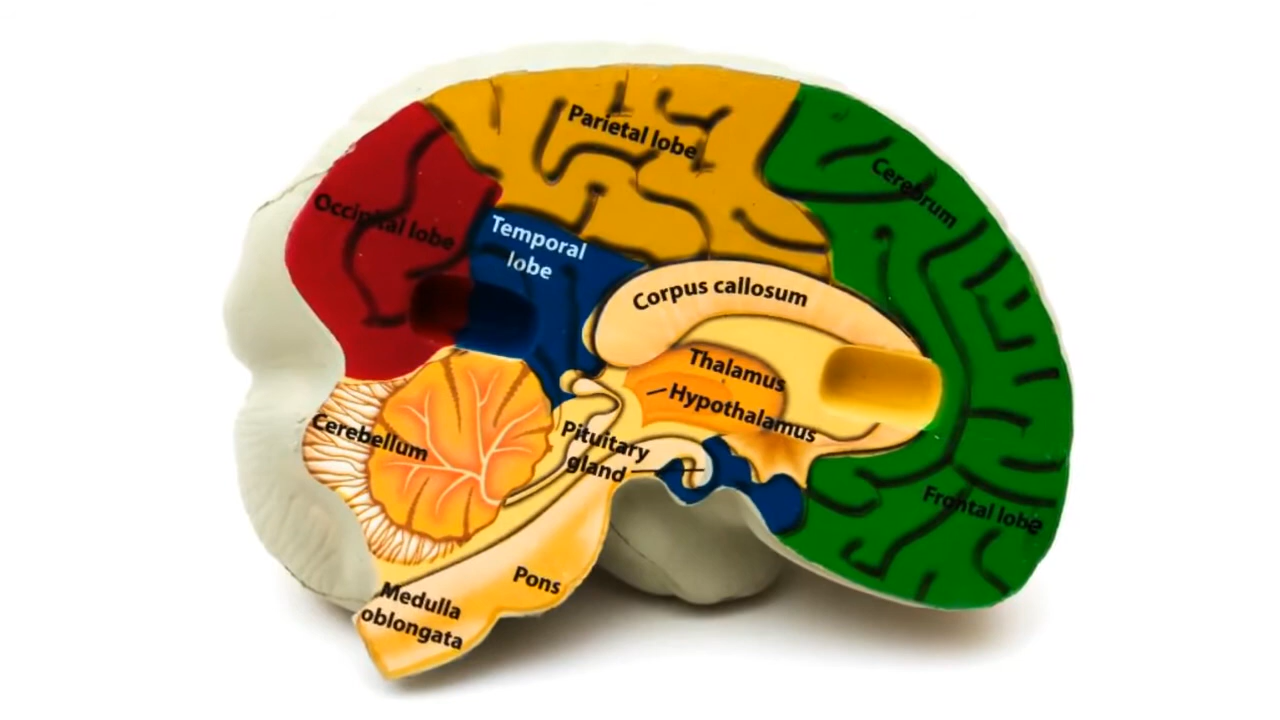 Parietal lobe
Cerebrum
Occipital lobe
Temporal
lobe
Corpus callosum
Thalamus
Hypothalamus
Cerebellum
Pituitary
gland
Frontal lobe
Pons
Medulla
oblongata